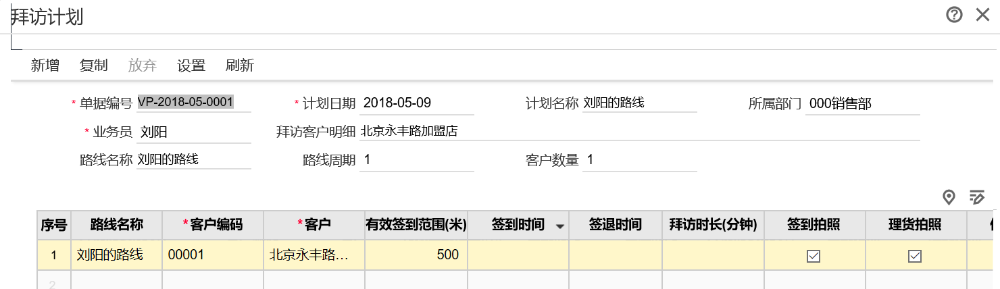 拜访计划
新增 复制 放弃 设置 刷新
* 单据编号 VP-2018-05-0001 * 计划日期 2018-05-09 计划名称 刘阳的路线 所属部门 000销售部
* 业务员 刘阳 拜访客户明细 北京永丰路加盟店
路线名称 刘阳的路线 路线周期 1 客户数量 1
序号 路线名称 *客户编码 *客户 有效签到范围(米) 签到时间 签退时间 拜访时长(分钟) 签到拍照 理货拍照
1 刘阳的路线 00001 北京永丰路... 500
2